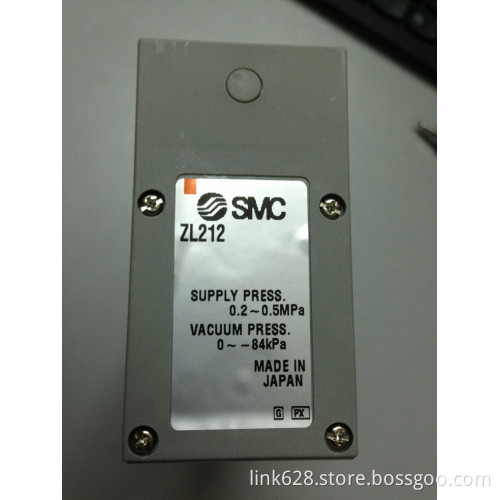 SMC
ZL212
SUPPLY PRESS.
0.2~0.5MPa
VACUUM PRESS.
0~-84kPa
MADE IN
JAPAN
G PX
link628.store.bossgoo.com